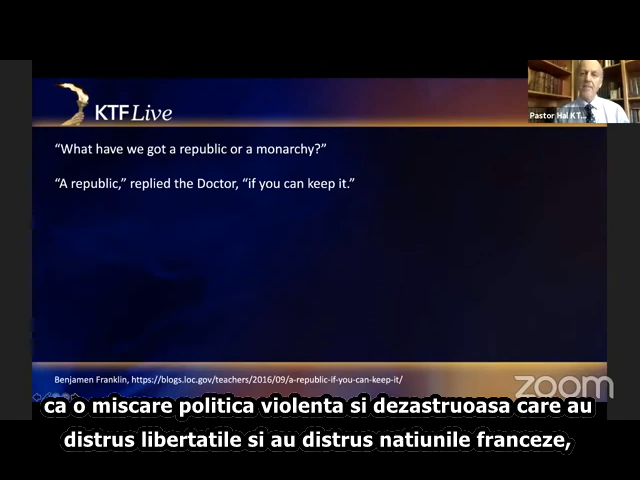 KTF Live
Pastor Hal KT...
“What have we got a republic or a monarchy?”
“A republic,” replied the Doctor, “if you can keep it.”
Benjamen Franklin, https://blogs.loc.gov/teachers/2016/09/a-republic-if-you-can-keep-it/
zoom
ca o miscare politica violenta si dezastruoasa care au
distrus libertatile si au distrus natiunile franceze,